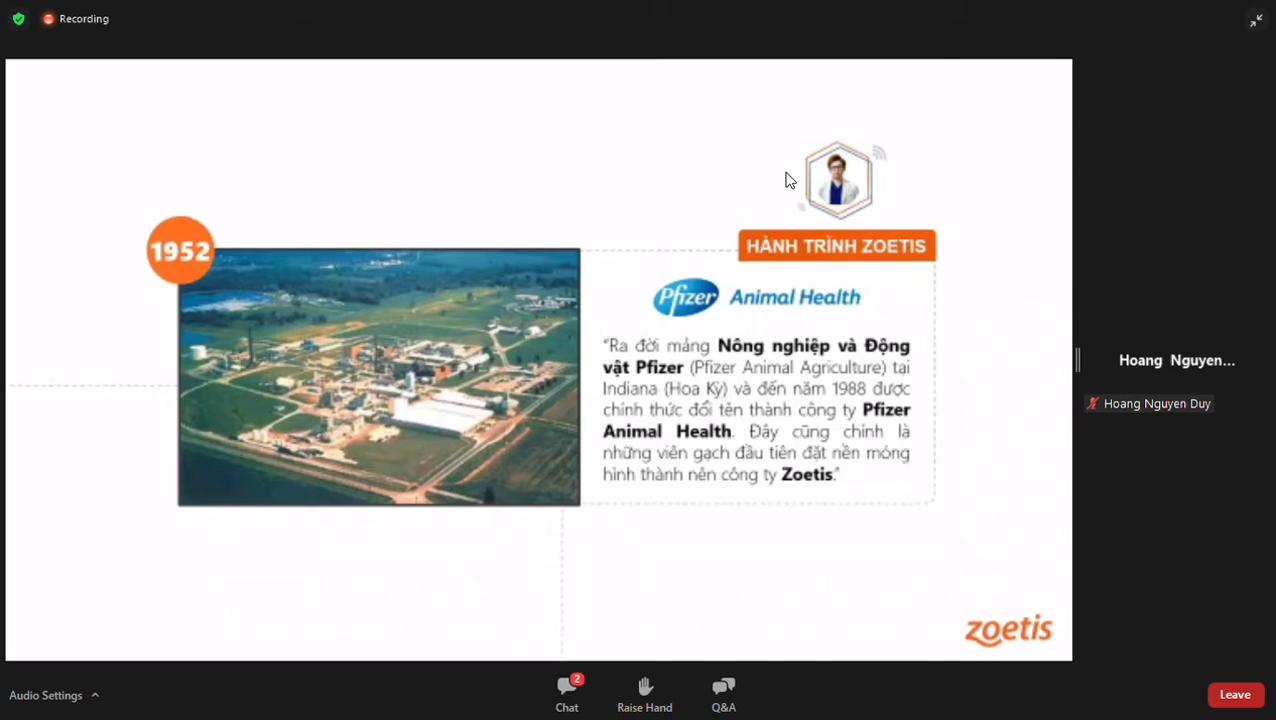 Recording
1952
HÀNH TRÌNH ZOETIS
Pfizer Animal Health
“Ra đời mảng Nông nghiệp và Động
vật Pfizer (Pfizer Animal Agriculture) tại
Indiana (Hoa Kỳ) và đến năm 1988 được
chính thức đổi tên thành công ty Pfizer
Animal Health. Đây cũng chính là
những viên gạch đầu tiên đặt nền móng
hình thành nên công ty Zoetis.”
zoetis
Hoang Nguyen...
Hoang Nguyen Duy
Audio Settings
2
Chat
Raise Hand
Q&A
Leave